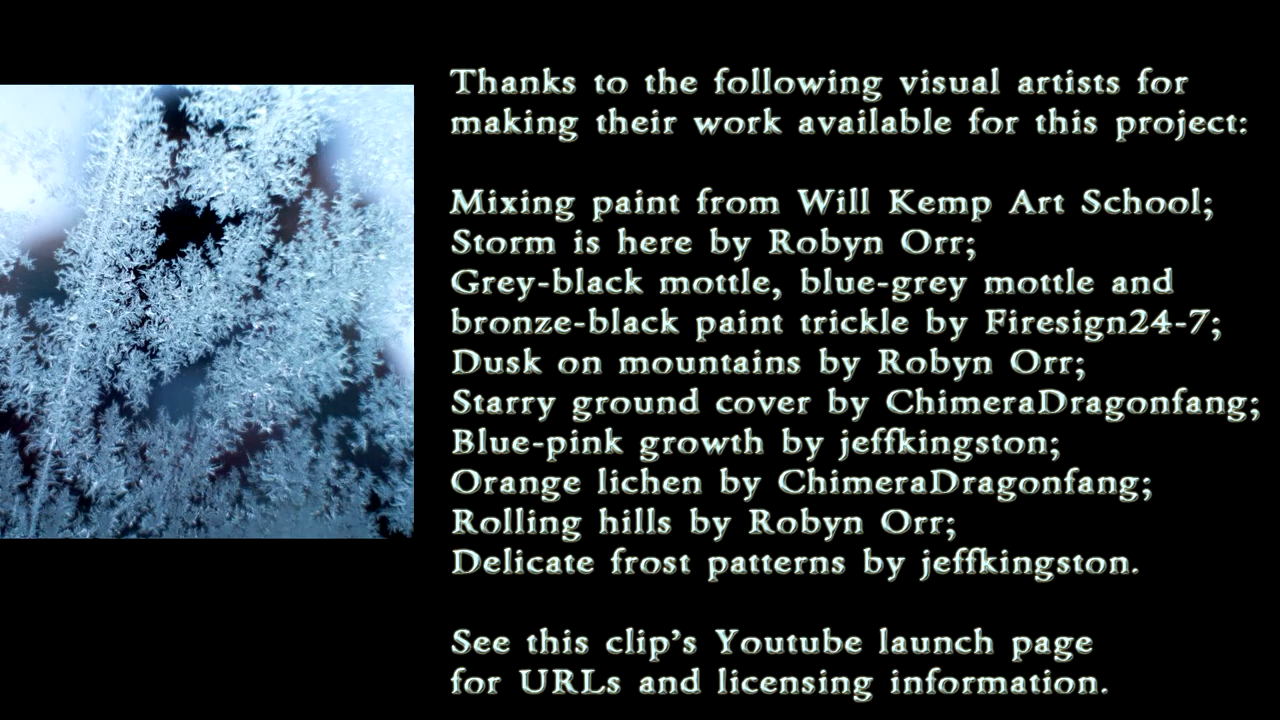 Thanks to the following visual artists for
making their work available for this project:
Mixing paint from Will Kemp Art School;
Storm is here by Robyn Orr;
Grey-black mottle, blue-grey mottle and
bronze-black paint trickle by Firesign24-7;
Dusk on mountains by Robyn Orr;
Starry ground cover by ChimeraDragonfang;
Blue-pink growth by jeffkingston;
Orange lichen by ChimeraDragonfang;
Rolling hills by Robyn Orr;
Delicate frost patterns by jeffkingston.
See this clip’s Youtube launch page
for URLs and licensing information.